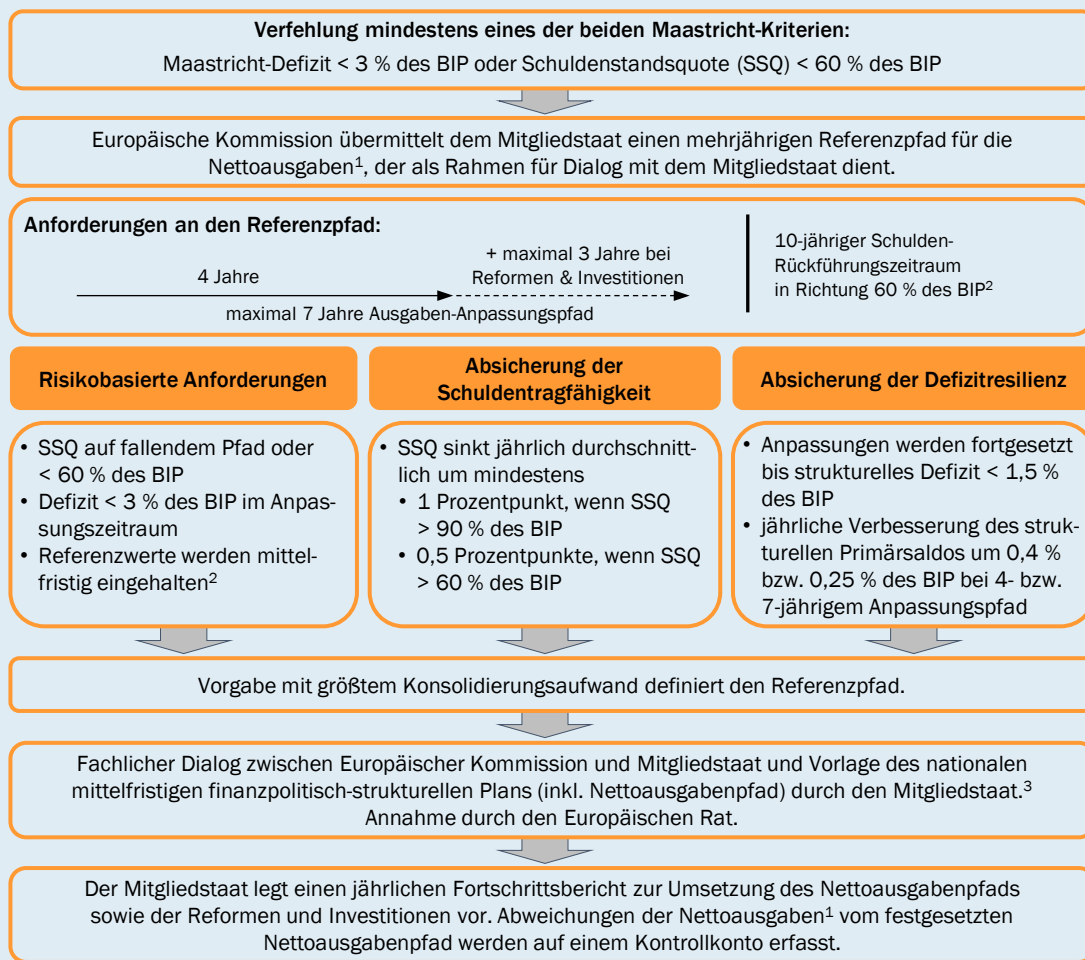 Verfehlung mindestens eines der beiden Maastricht-Kriterien:
Maastricht-Defizit < 3 % des BIP oder Schuldenstandsquote (SSQ) < 60 % des BIP
Europäische Kommission übermittelt dem Mitgliedstaat einen mehrjährigen Referenzpfad für die
Nettoausgaben¹, der als Rahmen für Dialog mit dem Mitgliedstaat dient.
Anforderungen an den Referenzpfad:
4 Jahre
+ maximal 3 Jahre bei
Reformen & Investitionen
maximal 7 Jahre Ausgaben-Anpassungspfad
10-jähriger Schulden-
Rückführungszeitraum
in Richtung 60 % des BIP²
Risikobasierte Anforderungen
• SSQ auf fallendem Pfad oder
< 60 % des BIP
• Defizit < 3 % des BIP im Anpas-
sungszeitraum
• Referenzwerte werden mittel-
fristig eingehalten²
Absicherung der
Schuldentragfähigkeit
• SSQ sinkt jährlich durchschnitt-
lich um mindestens
• 1 Prozentpunkt, wenn SSQ
> 90 % des BIP
• 0,5 Prozentpunkte, wenn SSQ
> 60 % des BIP
Absicherung der Defizitresilienz
• Anpassungen werden fortgesetzt
bis strukturelles Defizit < 1,5 %
des BIP
• jährliche Verbesserung des struk-
turellen Primärsaldos um 0,4 %
bzw. 0,25 % des BIP bei 4- bzw.
7-jährigem Anpassungspfad
Vorgabe mit größtem Konsolidierungsaufwand definiert den Referenzpfad.
Fachlicher Dialog zwischen Europäischer Kommission und Mitgliedstaat und Vorlage des nationalen
mittelfristigen finanzpolitisch-strukturellen Plans (inkl. Nettoausgabenpfad) durch den Mitgliedstaat.³
Annahme durch den Europäischen Rat.
Der Mitgliedstaat legt einen jährlichen Fortschrittsbericht zur Umsetzung des Nettoausgabenpfads
sowie der Reformen und Investitionen vor. Abweichungen der Nettoausgaben¹ vom festgesetzten
Nettoausgabenpfad werden auf einem Kontrollkonto erfasst.